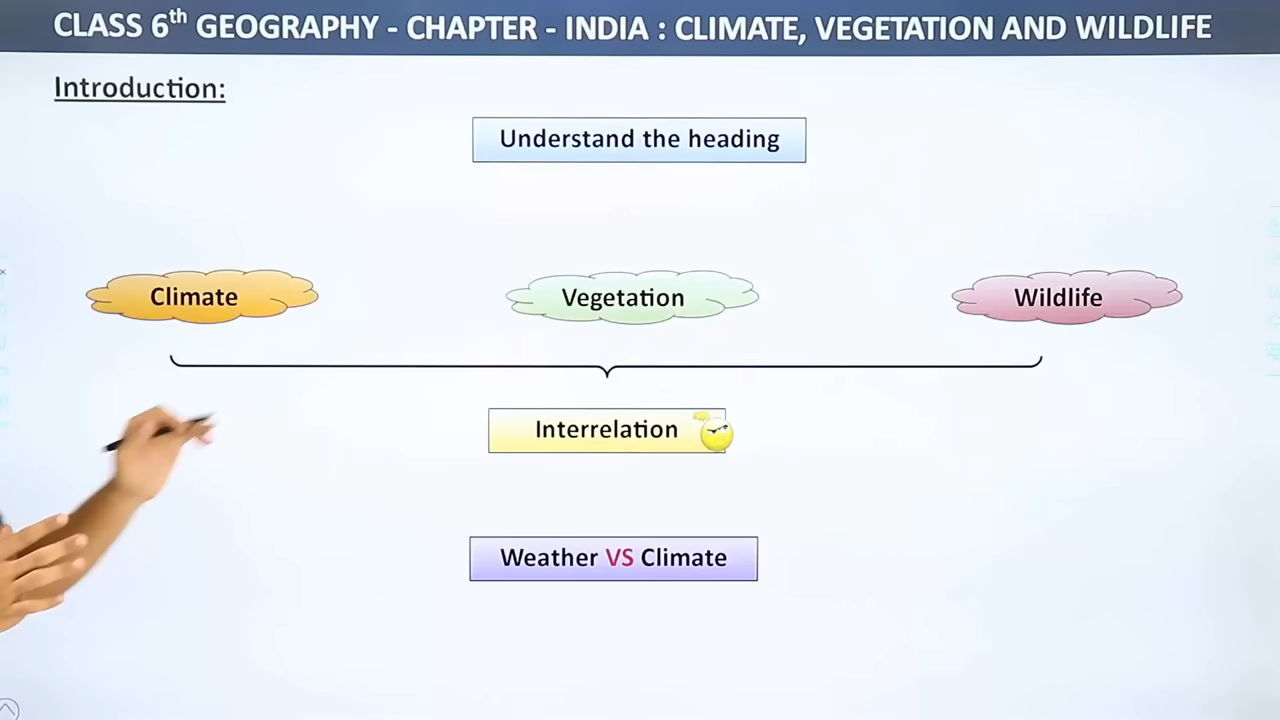 CLASS 6th GEOGRAPHY - CHAPTER - INDIA : CLIMATE, VEGETATION AND WILDLIFE
Introduction:
Understand the heading
Climate
Vegetation
Wildlife
Interrelation
Weather VS Climate